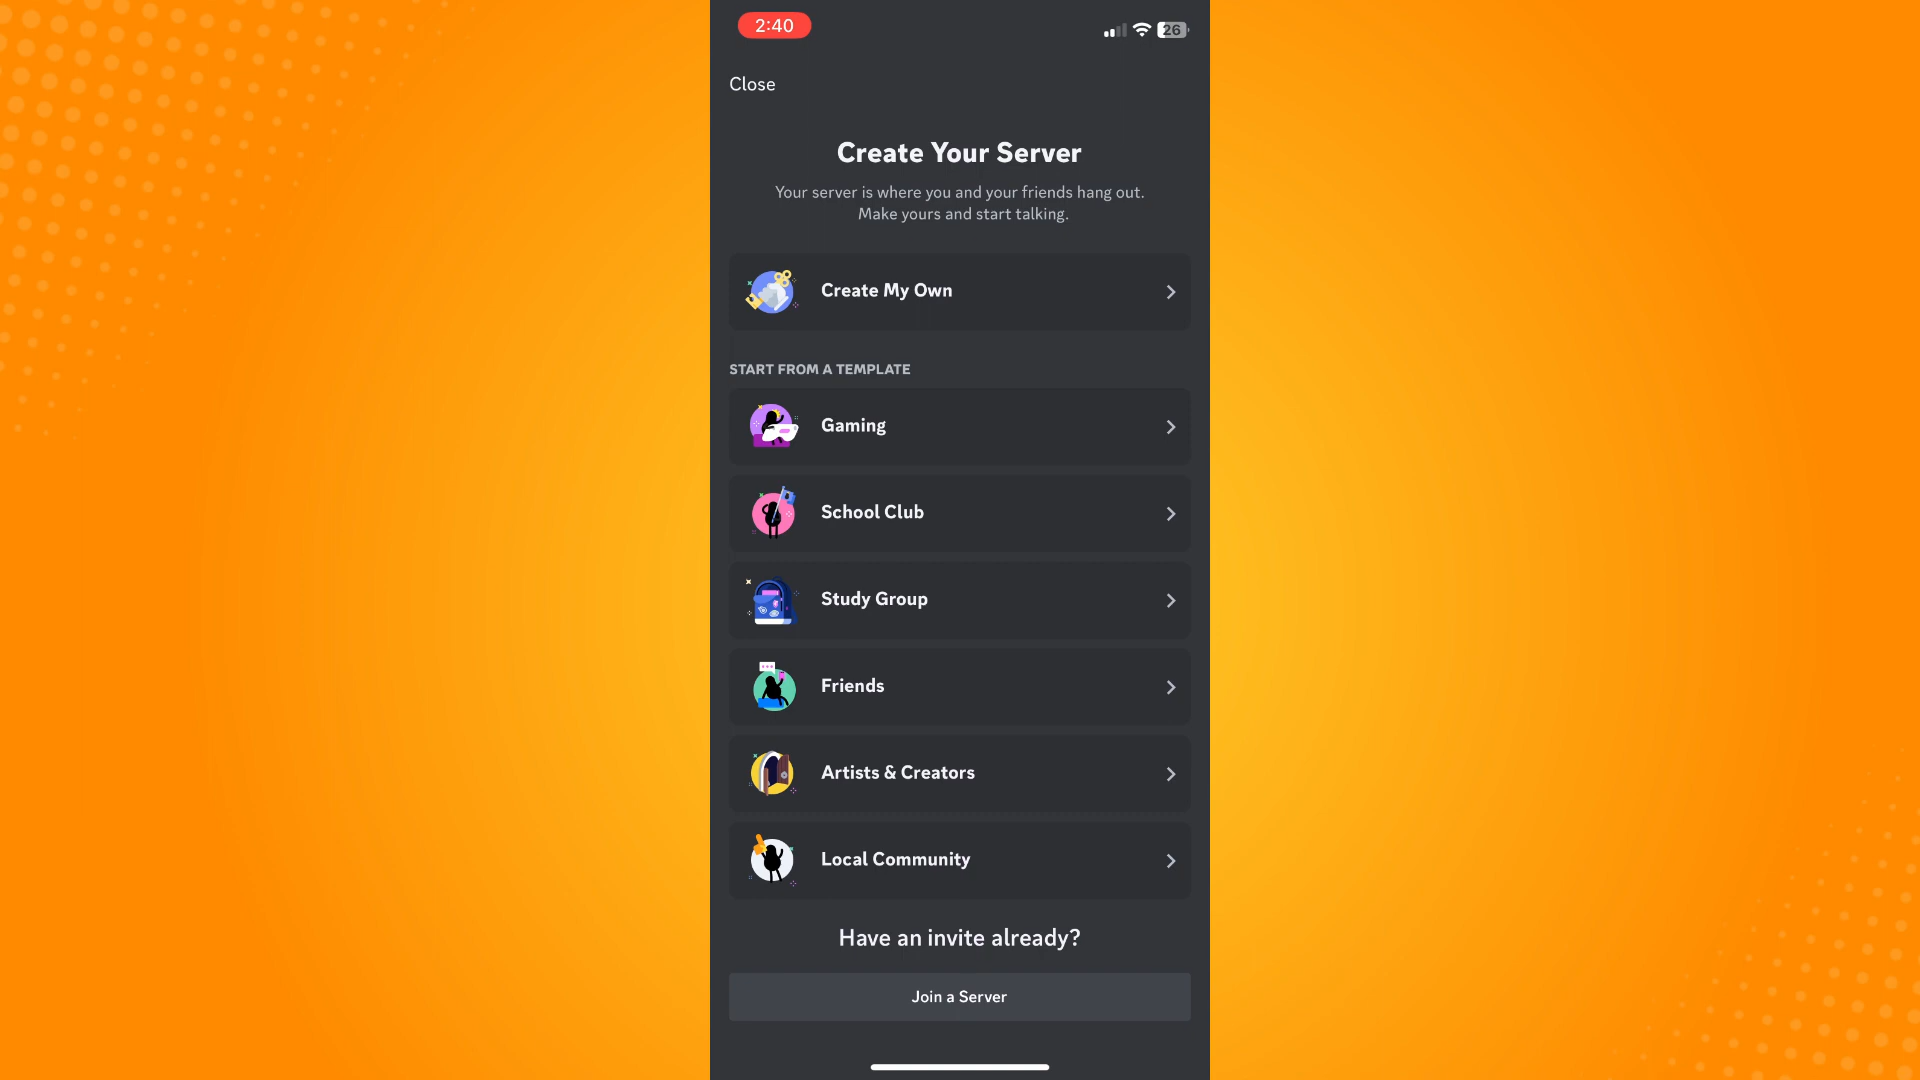 2:40
26
Close
Create Your Server
Your server is where you and your friends hang out.
Make yours and start talking.
Create My Own
START FROM A TEMPLATE
Gaming
School Club
Study Group
Friends
Artists & Creators
Local Community
Have an invite already?
Join a Server